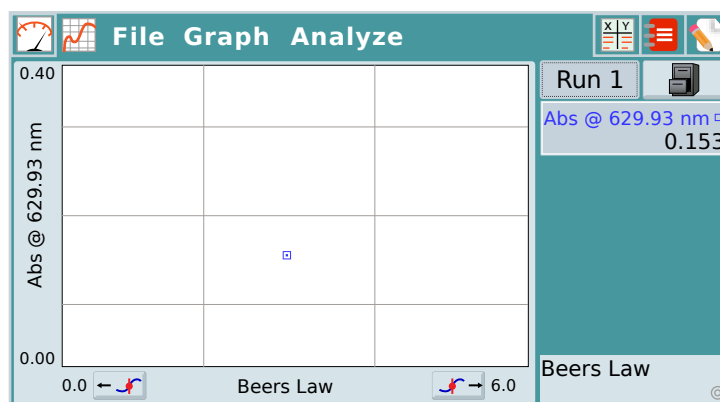 File Graph Analyze
X Y
0.40
Abs @ 629.93 nm
0.00
0.0
Beers Law
6.0
Run 1
Abs @ 629.93 nm
0.153
Beers Law
@